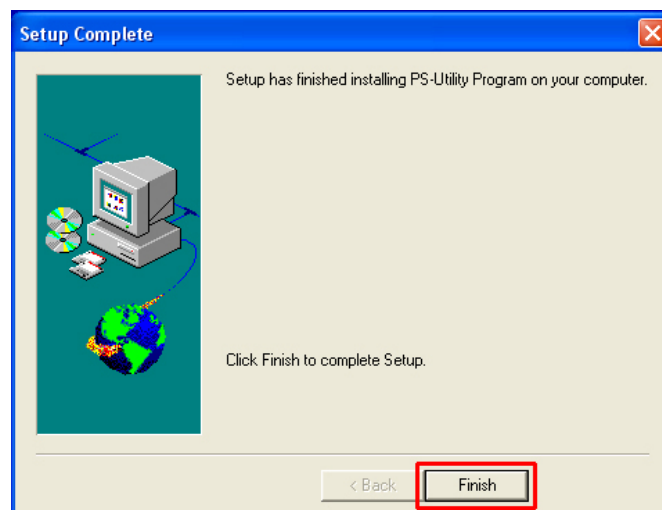 Setup Complete
Setup has finished installing PS-Utility Program on your computer.
Click Finish to complete Setup.
< Back
Finish